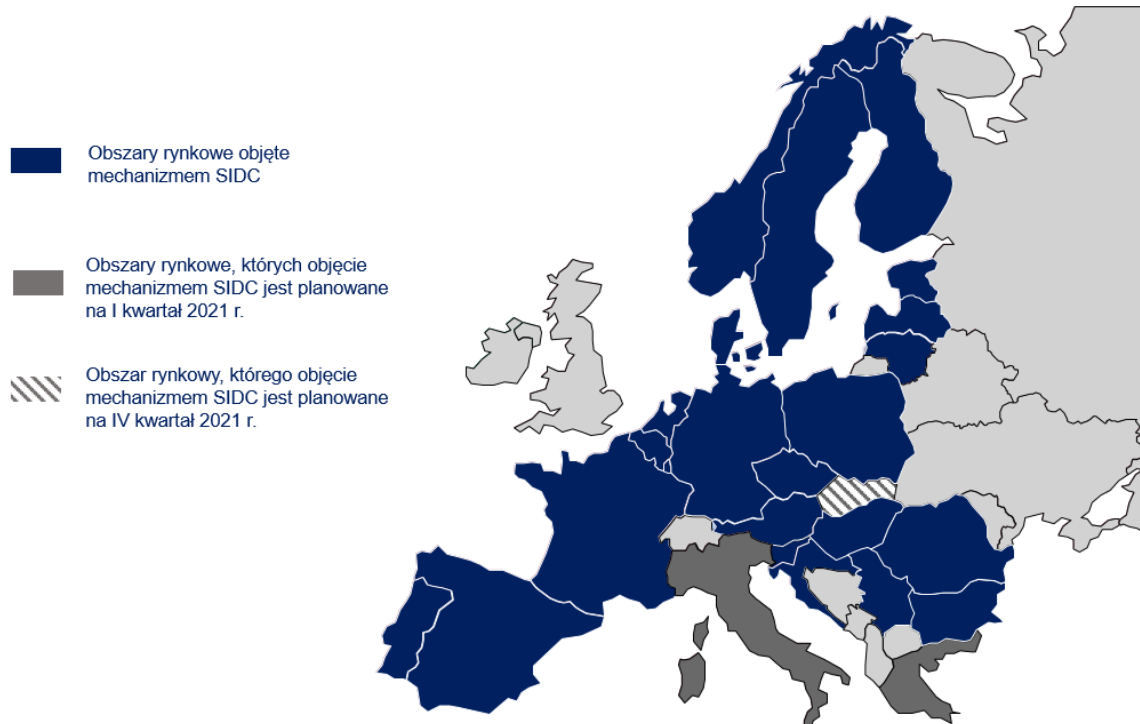 Obszary rynkowe objęte
mechanizmem SIDC
Obszary rynkowe, których objęcie
mechanizmem SIDC jest planowane
na I kwartał 2021 r.
Obszar rynkowy, którego objęcie
mechanizmem SIDC jest planowane
na IV kwartał 2021 r.